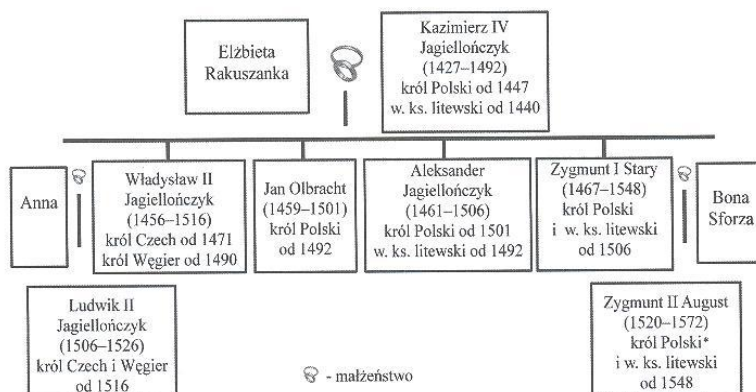 Elżbieta
Rakuszanka
Kazimierz IV
Jagiellończyk
(1427–1492)
król Polski od 1447
w. ks. litewski od 1440
Anna
Władysław II
Jagiellończyk
(1456–1516)
król Czech od 1471
król Węgier od 1490
Jan Olbracht
(1459–1501)
król Polski
od 1492
Aleksander
Jagiellończyk
(1461–1506)
król Polski od 1501
w. ks. litewski od 1492
Zygmunt I Stary
(1467–1548)
król Polski
i w. ks. litewski
od 1506
Bona
Sforza
Ludwik II
Jagiellończyk
(1506–1526)
król Czech i Węgier
od 1516
- małżeństwo
Zygmunt II August
(1520–1572)
król Polski*
i w. ks. litewski
od 1548